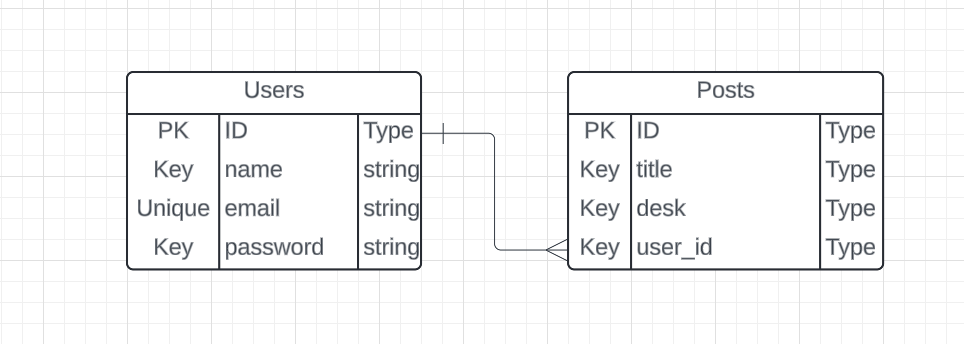 Users
PK ID Type
Key name string
Unique email string
Key password string
Posts
PK ID Type
Key title Type
Key desk Type
Key user_id Type